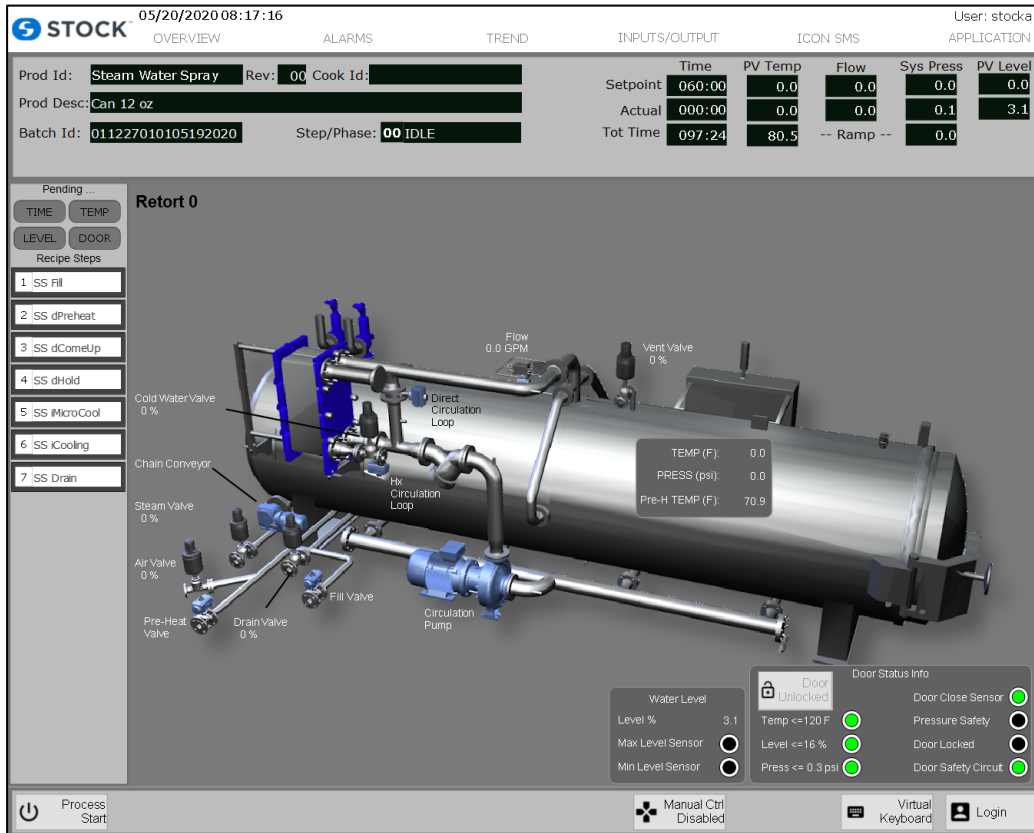 STOCK
05/20/2020 08:17:16
User: stocka
OVERVIEW ALARMS TREND INPUTS/OUTPUT ICON SMS APPLICATION
Prod Id: Steam Water Spray Rev: 00 Cook Id:
Prod Desc: Can 12 oz
Batch Id: 011227010105192020 Step/Phase: 00 IDLE
Time PV Temp Flow Sys Press PV Level
Setpoint 060:00 0.0 0.0 0.0 0.0
Actual 000:00 0.0 0.0 0.1 3.1
Tot Time 097:24 80.5 -- Ramp -- 0.0
Pending ...
TIME TEMP
LEVEL DOOR
Recipe Steps
1 SS Fill
2 SS dPreheat
3 SS dComeUp
4 SS dHold
5 SS iMicroCool
6 SS iCooling
7 SS Drain
Retort 0
Flow
0.0 GPM
Vent Valve
0 %
Cold Water Valve
0 %
Direct
Circulation
Loop
Chain Conveyor
Hx
Circulation
Loop
TEMP (F): 0.0
PRESS (psi): 0.0
Pre-H TEMP (F): 70.9
Steam Valve
0 %
Air Valve
0 %
Fill Valve
Pre-Heat
Valve
Drain Valve
0 %
Circulation
Pump
Water Level
Level % 3.1
Max Level Sensor
Min Level Sensor
Door Status Info
Door
Unlocked
Door Close Sensor
Temp <=120 F Pressure Safety
Level <=16 % Door Locked
Press <= 0.3 psi Door Safety Circuit
Process
Start
Manual Ctrl
Disabled
Virtual
Keyboard
Login